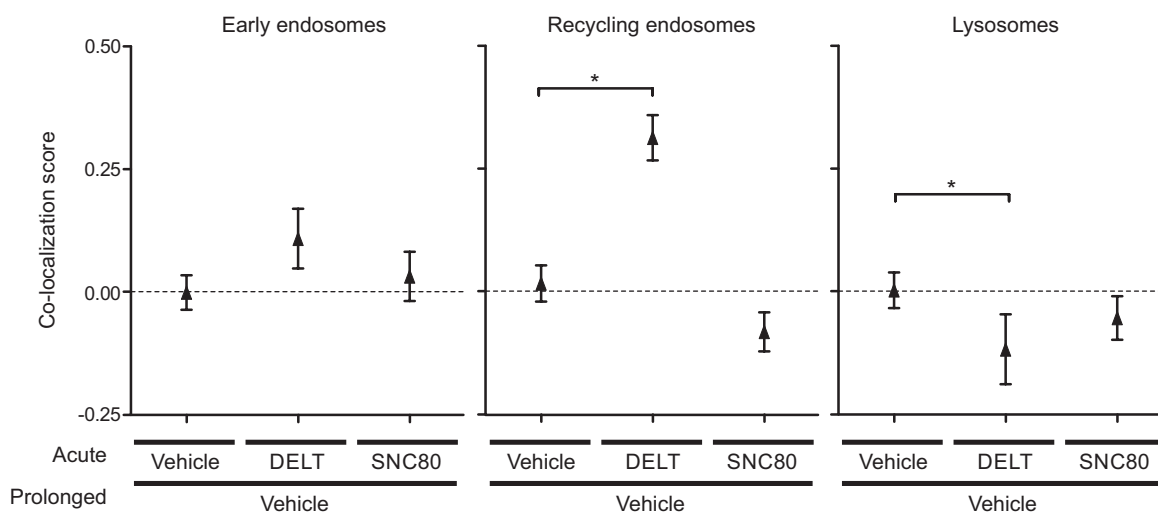 Early endosomes Recycling endosomes Lysosomes
Co-localization score
0.50
0.25
0.00
-0.25
* *
Acute Vehicle DELT SNC80 Vehicle DELT SNC80 Vehicle DELT SNC80
Prolonged Vehicle Vehicle Vehicle